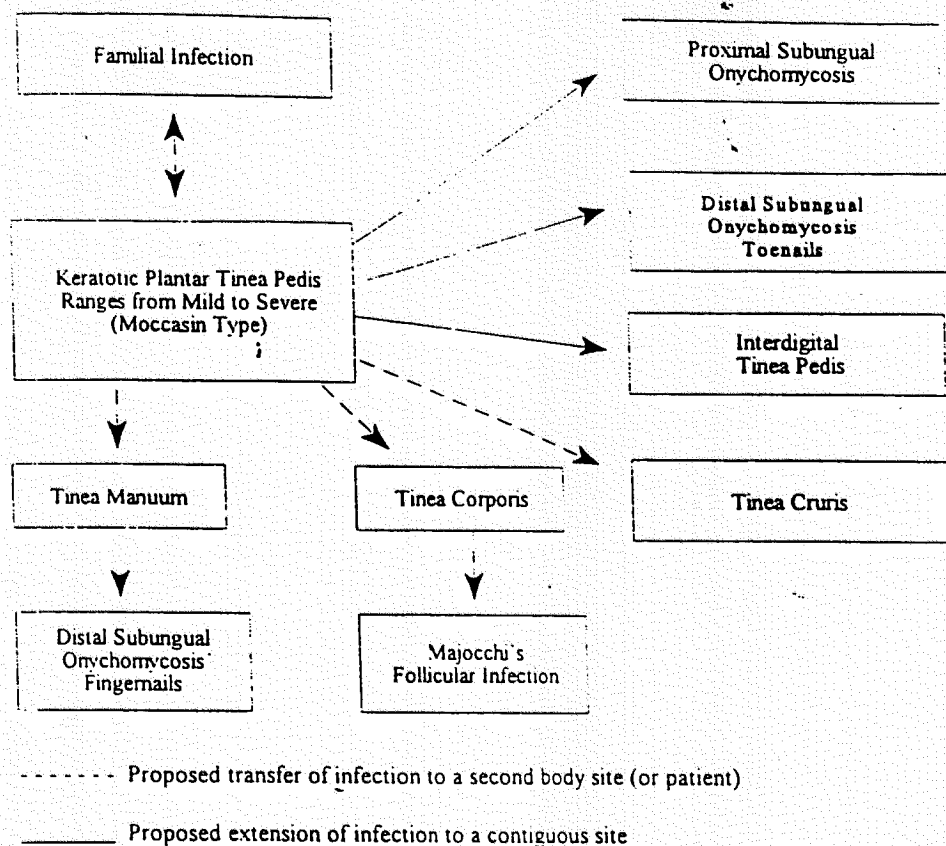 Familial Infection
Proximal Subungual
Onychomycosis
Distal Subungual
Onychomycosis
Toenails
Keratotic Plantar Tinea Pedis
Ranges from Mild to Severe
(Moccasin Type)
Interdigital
Tinea Pedis
Tinea Manuum
Tinea Corporis
Tinea Cruris
Distal Subungual
Onychomycosis
Fingernails
Majocchi's
Follicular Infection
Proposed transfer of infection to a second body site (or patient)
Proposed extension of infection to a contiguous site